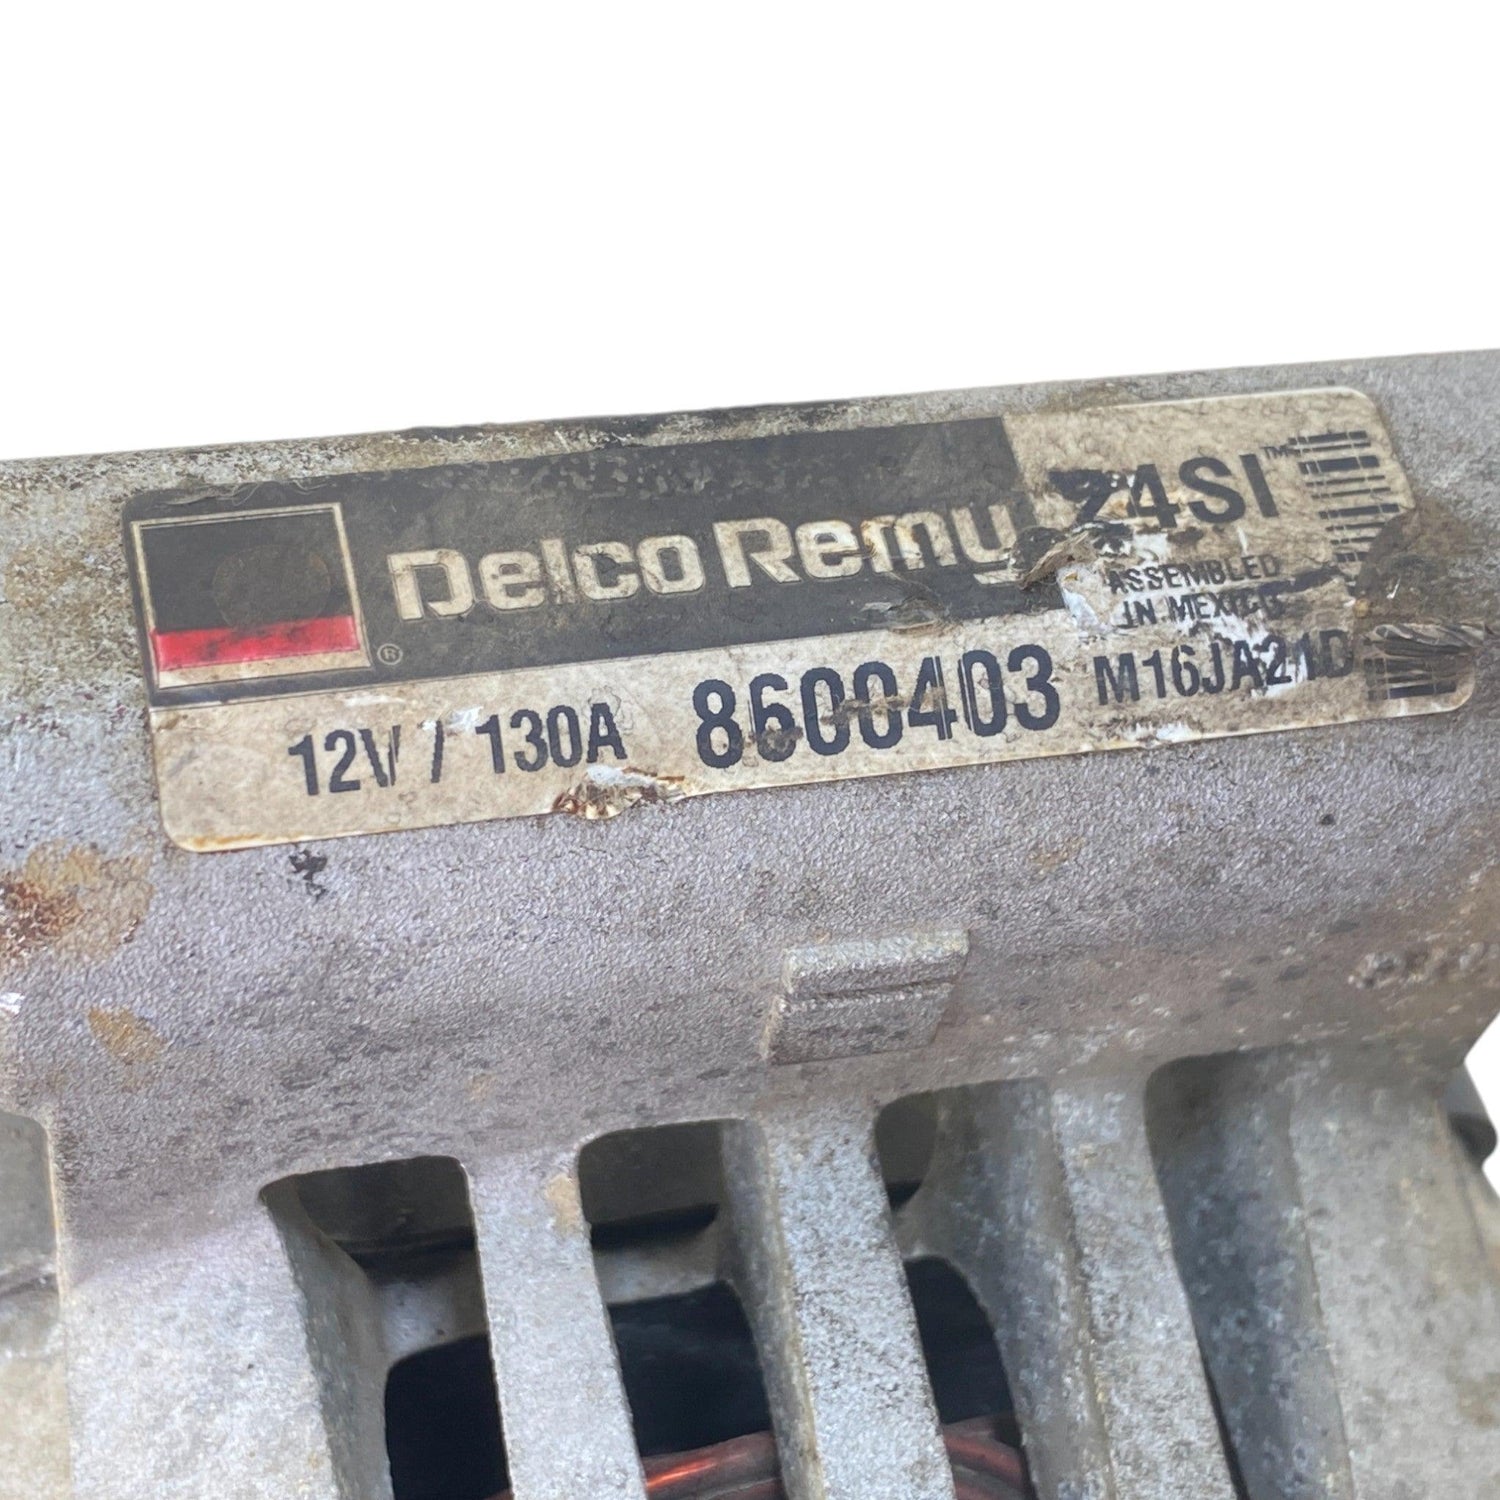 Delco Remy
®
24SI™
ASSEMBLED
IN MEXICO
12V / 130A 8600403 M16JA21D